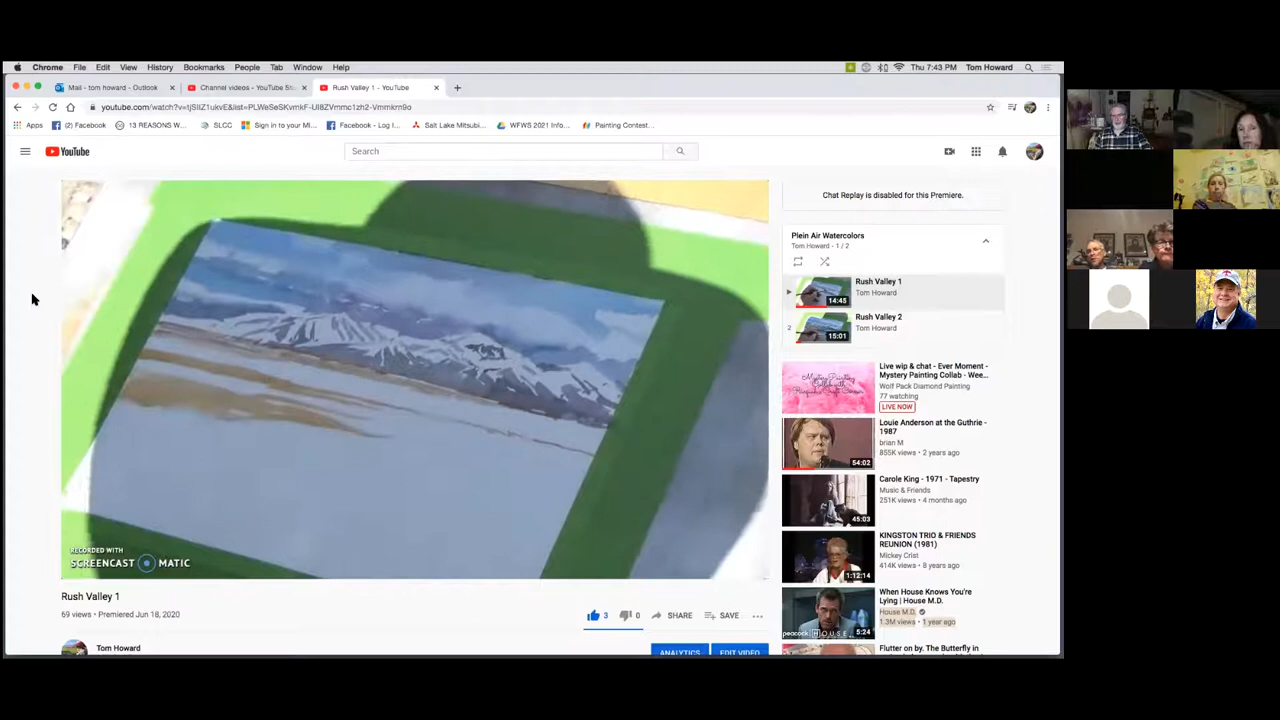 Chrome File Edit View History Bookmarks People Tab Window Help Thu 7:43 PM Tom Howard
Mail - tom howard - Outlook Channel videos - YouTube Stu Rush Valley 1 - YouTube
Apps (2) Facebook 13 REASONS W... SLCC Sign in to your Mi... Facebook - Log I... Salt Lake Mitsubi... WFWS 2021 Info... Painting Contest...
YouTube Search
Chat Replay is disabled for this Premiere.
Plein Air Watercolors
Tom Howard - 1 / 2
Rush Valley 1
Tom Howard
14:45
Rush Valley 2
Tom Howard
2
15:01
Live wip & chat - Ever Moment -
Mystery Painting Collab - Wee...
Wolf Pack Diamond Painting
77 watching
LIVE NOW
Louie Anderson at the Guthrie -
1987
brian M
855K views • 2 years ago
54:02
Carole King - 1971 - Tapestry
Music & Friends
251K views • 4 months ago
45:03
KINGSTON TRIO & FRIENDS
REUNION (1981)
Mickey Crist
414K views • 8 years ago
1:12:14
When House Knows You're
Lying | House M.D.
House M.D.
1.3M views • 1 year ago
peacock HOUSE
5:24
Flutter on by. The Butterfly in
RECORDED WITH
SCREENCAST MATIC
Rush Valley 1
69 views • Premiered Jun 18, 2020
3 0 SHARE SAVE
Tom Howard
ANALYTICS EDIT VIDEO